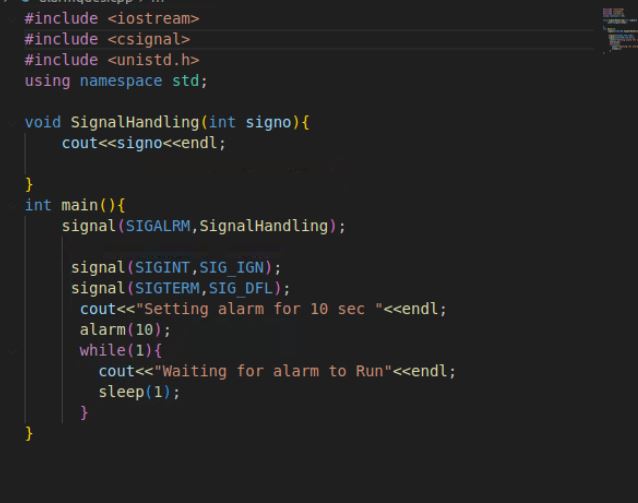 #include <iostream>
#include <csignal>
#include <unistd.h>
using namespace std;

void SignalHandling(int signo){
    cout<<signo<<endl;

}
int main(){
    signal(SIGALRM,SignalHandling);

     signal(SIGINT,SIG_IGN);
     signal(SIGTERM,SIG_DFL);
      cout<<"Setting alarm for 10 sec "<<endl;
      alarm(10);
      while(1){
        cout<<"Waiting for alarm to Run"<<endl;
        sleep(1);
      }
}